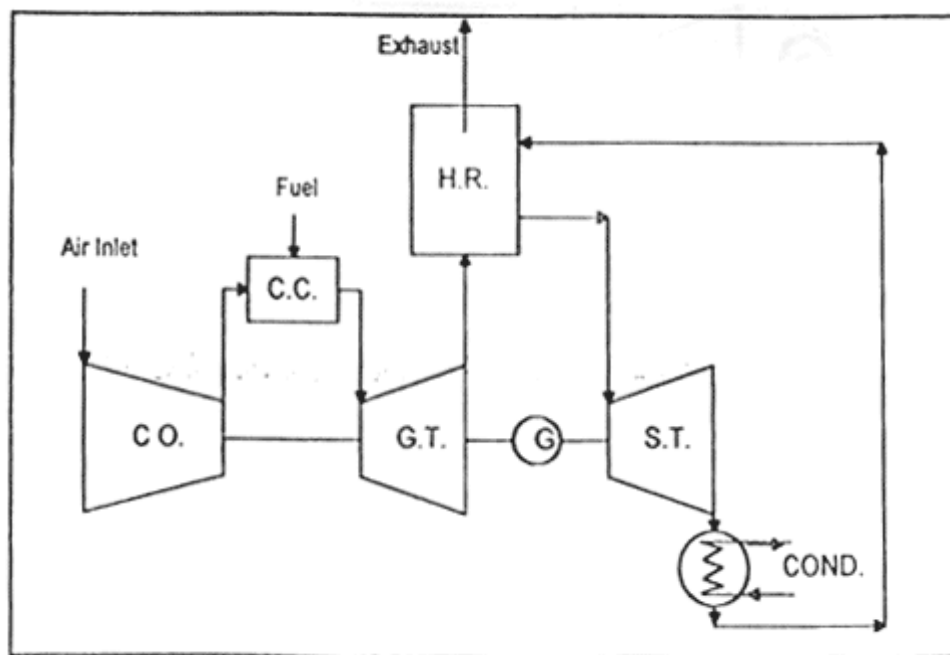 Exhaust
H.R.
Fuel
Air Inlet
C.C.
C O.
G.T.
G
S.T.
COND.